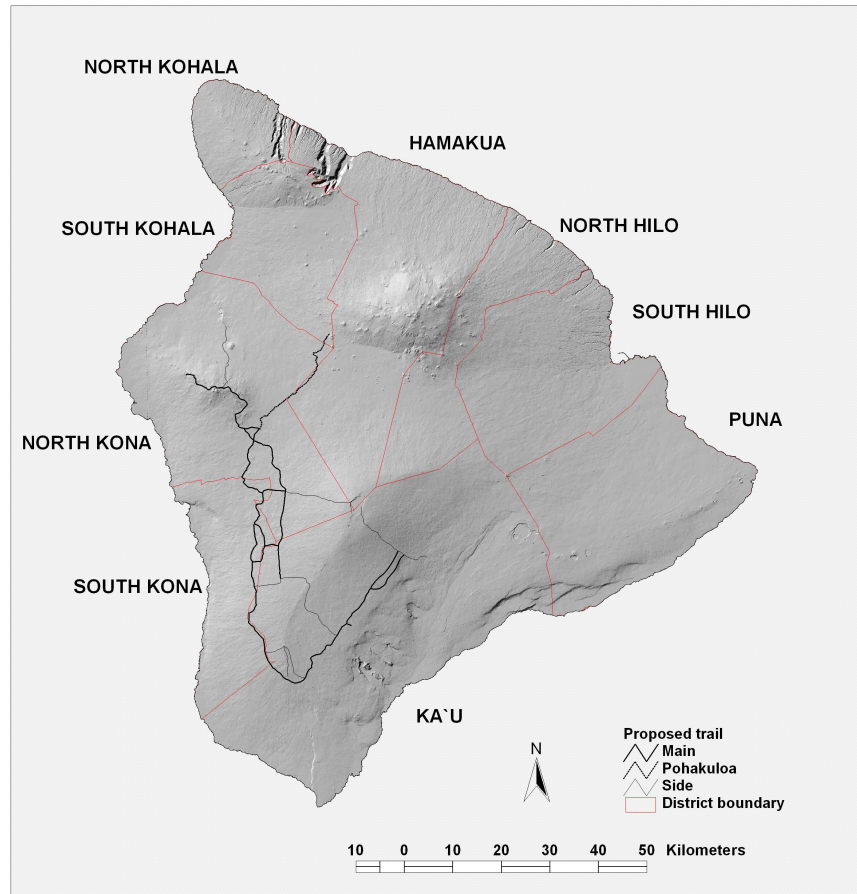 NORTH KOHALA
HAMAKUA
SOUTH KOHALA
NORTH HILO
SOUTH HILO
PUNA
NORTH KONA
SOUTH KONA
KA`U
N
Proposed trail
Main
Pohakuloa
Side
District boundary
10 0 10 20 30 40 50 Kilometers